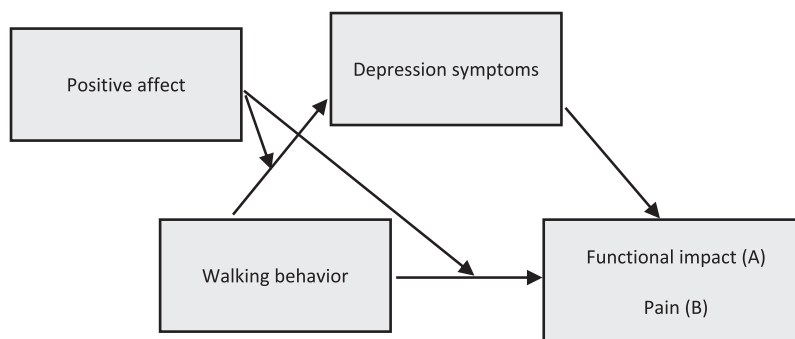 Depression symptoms
Positive affect
Walking behavior
Functional impact (A)
Pain (B)